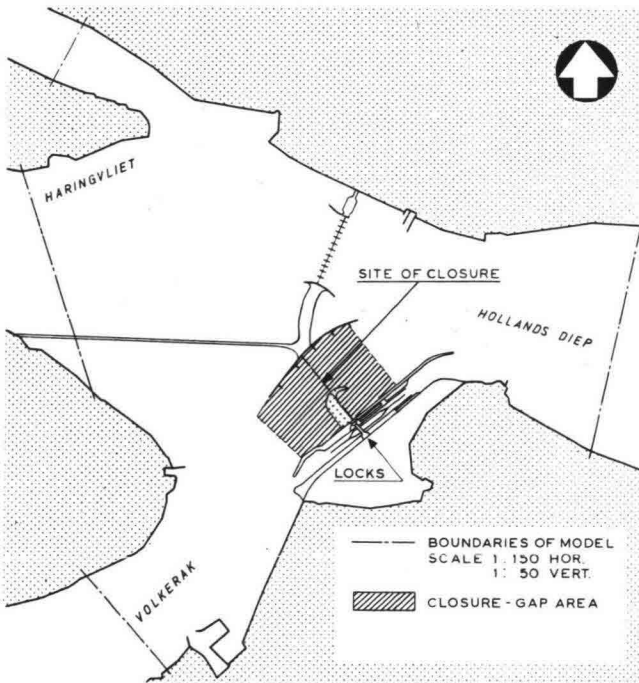 HARINGVLIET
SITE OF CLOSURE
HOLLANDS DIEP
LOCKS
VOLKERAK
BOUNDARIES OF MODEL
SCALE 1:150 HOR.
1: 50 VERT.
CLOSURE-GAP AREA